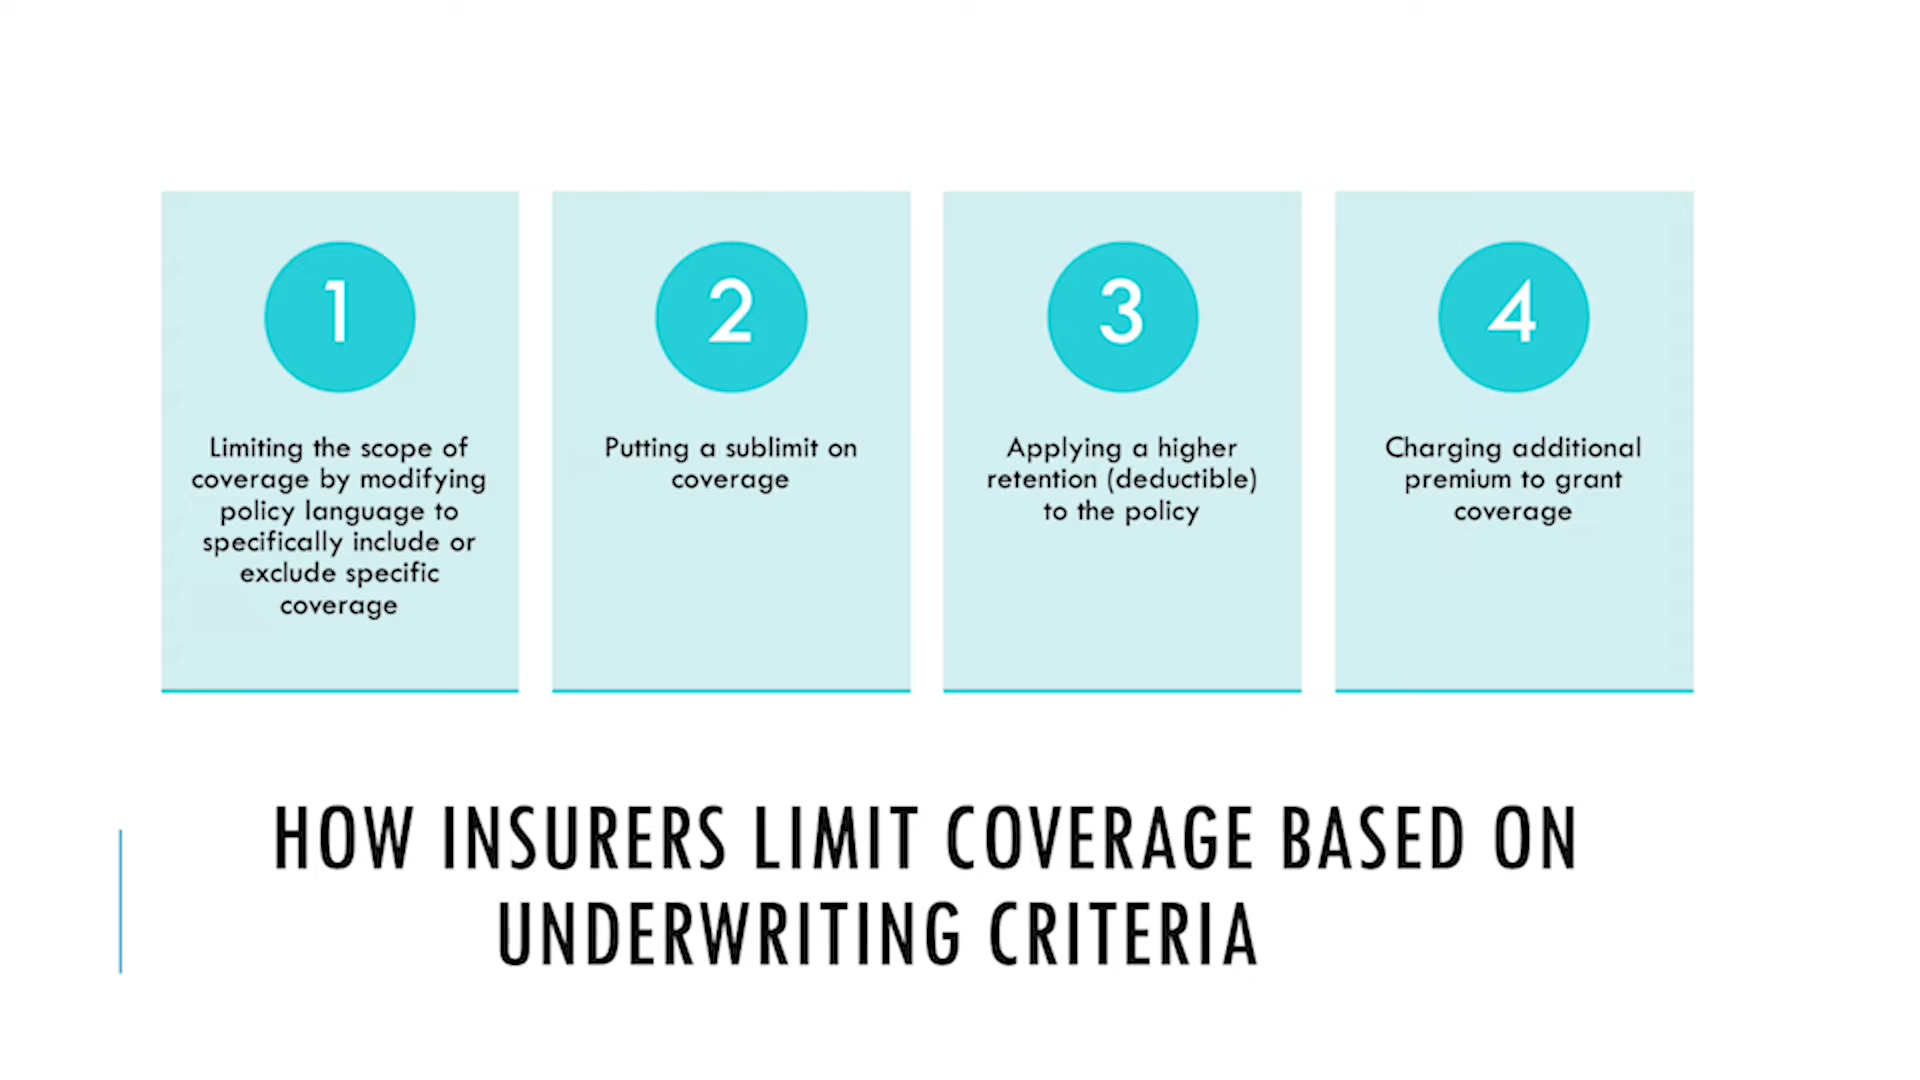 1
Limiting the scope of
coverage by modifying
policy language to
specifically include or
exclude specific
coverage
2
Putting a sublimit on
coverage
3
Applying a higher
retention (deductible)
to the policy
4
Charging additional
premium to grant
coverage
HOW INSURERS LIMIT COVERAGE BASED ON
UNDERWRITING CRITERIA